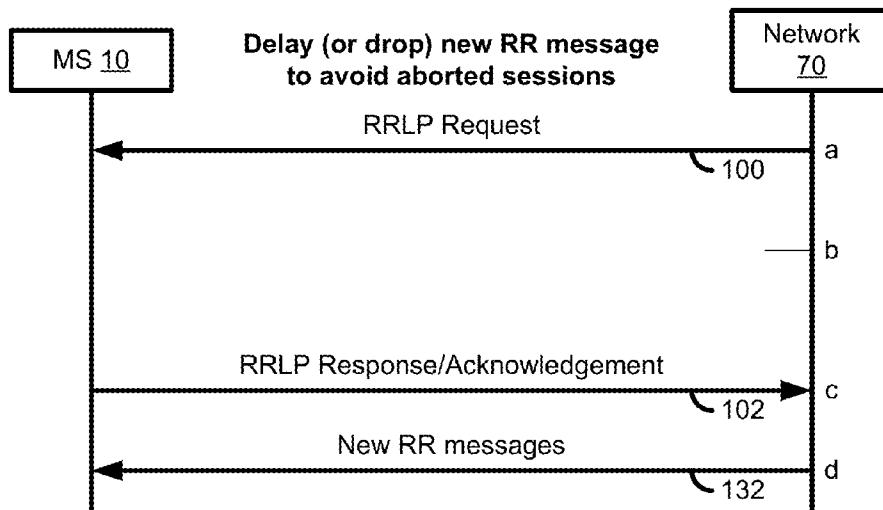 MS 10
Delay (or drop) new RR message
to avoid aborted sessions
Network
70
RRLP Request
a
100
b
RRLP Response/Acknowledgement
c
102
New RR messages
d
132